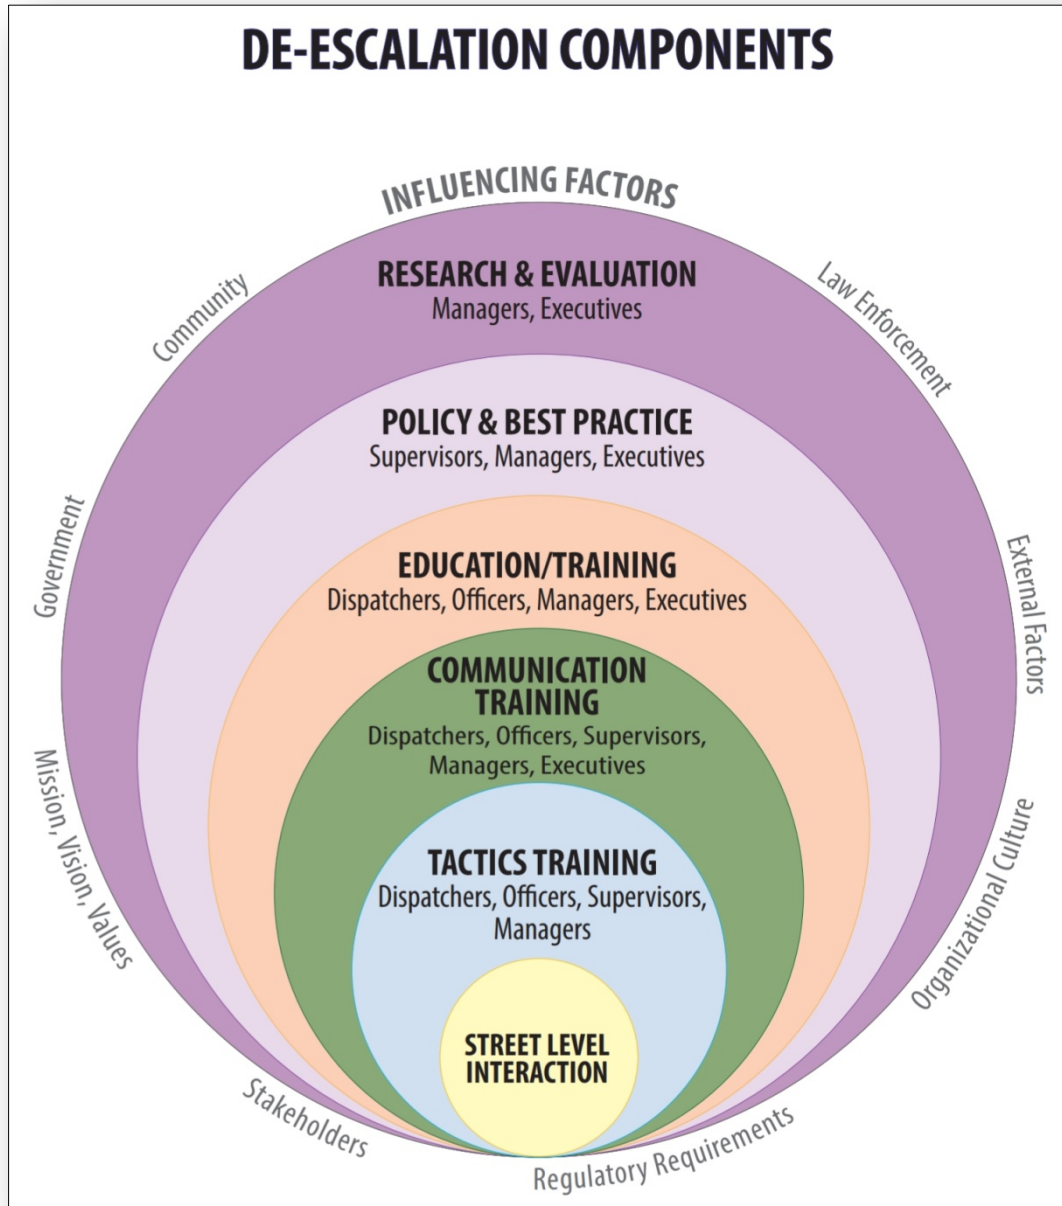 DE-ESCALATION COMPONENTS
INFLUENCING FACTORS
Community
Law Enforcement
Government
External Factors
Mission, Vision, Values
Organizational Culture
Stakeholders
Regulatory Requirements
RESEARCH & EVALUATION
Managers, Executives
POLICY & BEST PRACTICE
Supervisors, Managers, Executives
EDUCATION/TRAINING
Dispatchers, Officers, Managers, Executives
COMMUNICATION
TRAINING
Dispatchers, Officers, Supervisors,
Managers, Executives
TACTICS TRAINING
Dispatchers, Officers, Supervisors,
Managers
STREET LEVEL
INTERACTION